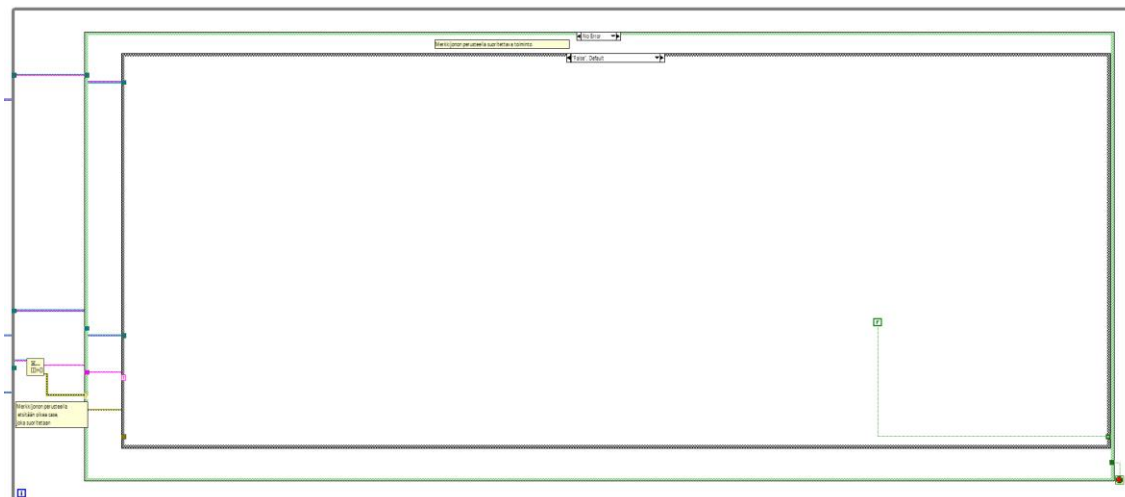 No Error
Merkkijonon perusteella suoritettava toiminto
"False", Default
F
Merkkijonon perusteella
etsitään oikea case,
joka suoritetaan
i